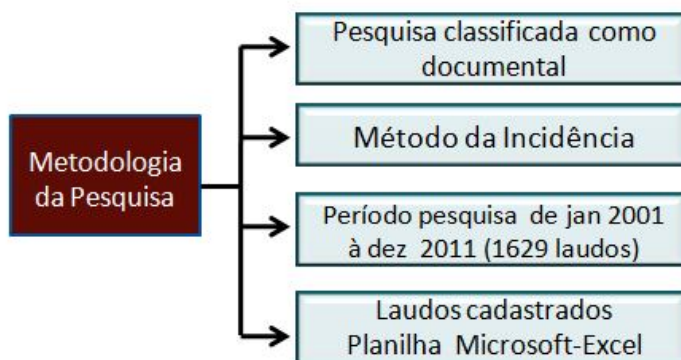 Metodologia
da Pesquisa
Pesquisa classificada como
documental
Método da Incidência
Período pesquisa de jan 2001
à dez 2011 (1629 laudos)
Laudos cadastrados
Planilha Microsoft-Excel